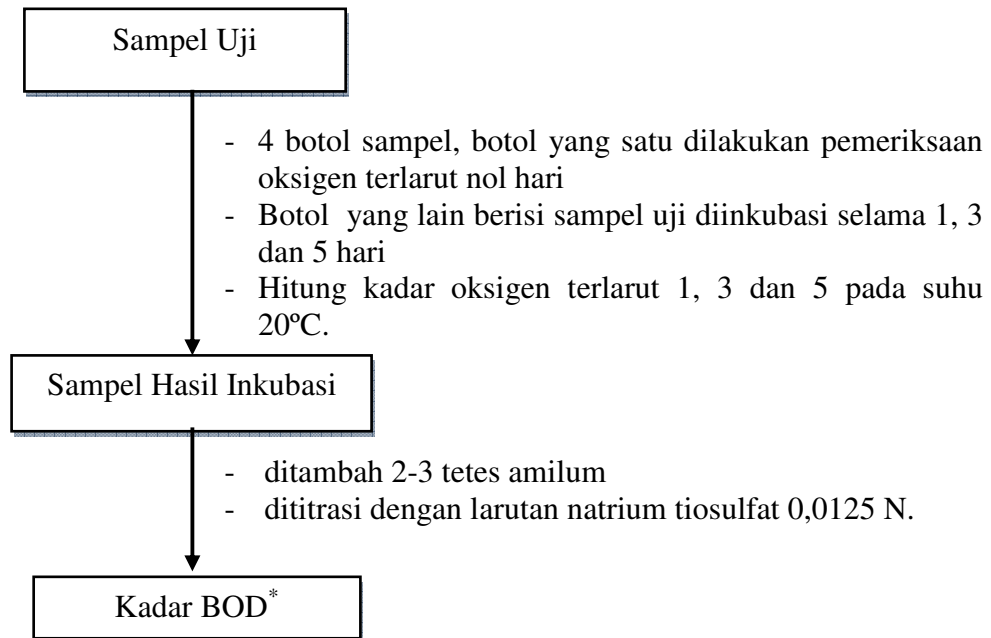 Sampel Uji
- 4 botol sampel, botol yang satu dilakukan pemeriksaan
oksigen terlarut nol hari
- Botol yang lain berisi sampel uji diinkubasi selama 1, 3
dan 5 hari
- Hitung kadar oksigen terlarut 1, 3 dan 5 pada suhu
20ºC.
Sampel Hasil Inkubasi
- ditambah 2-3 tetes amilum
- dititrasi dengan larutan natrium tiosulfat 0,0125 N.
Kadar BOD*